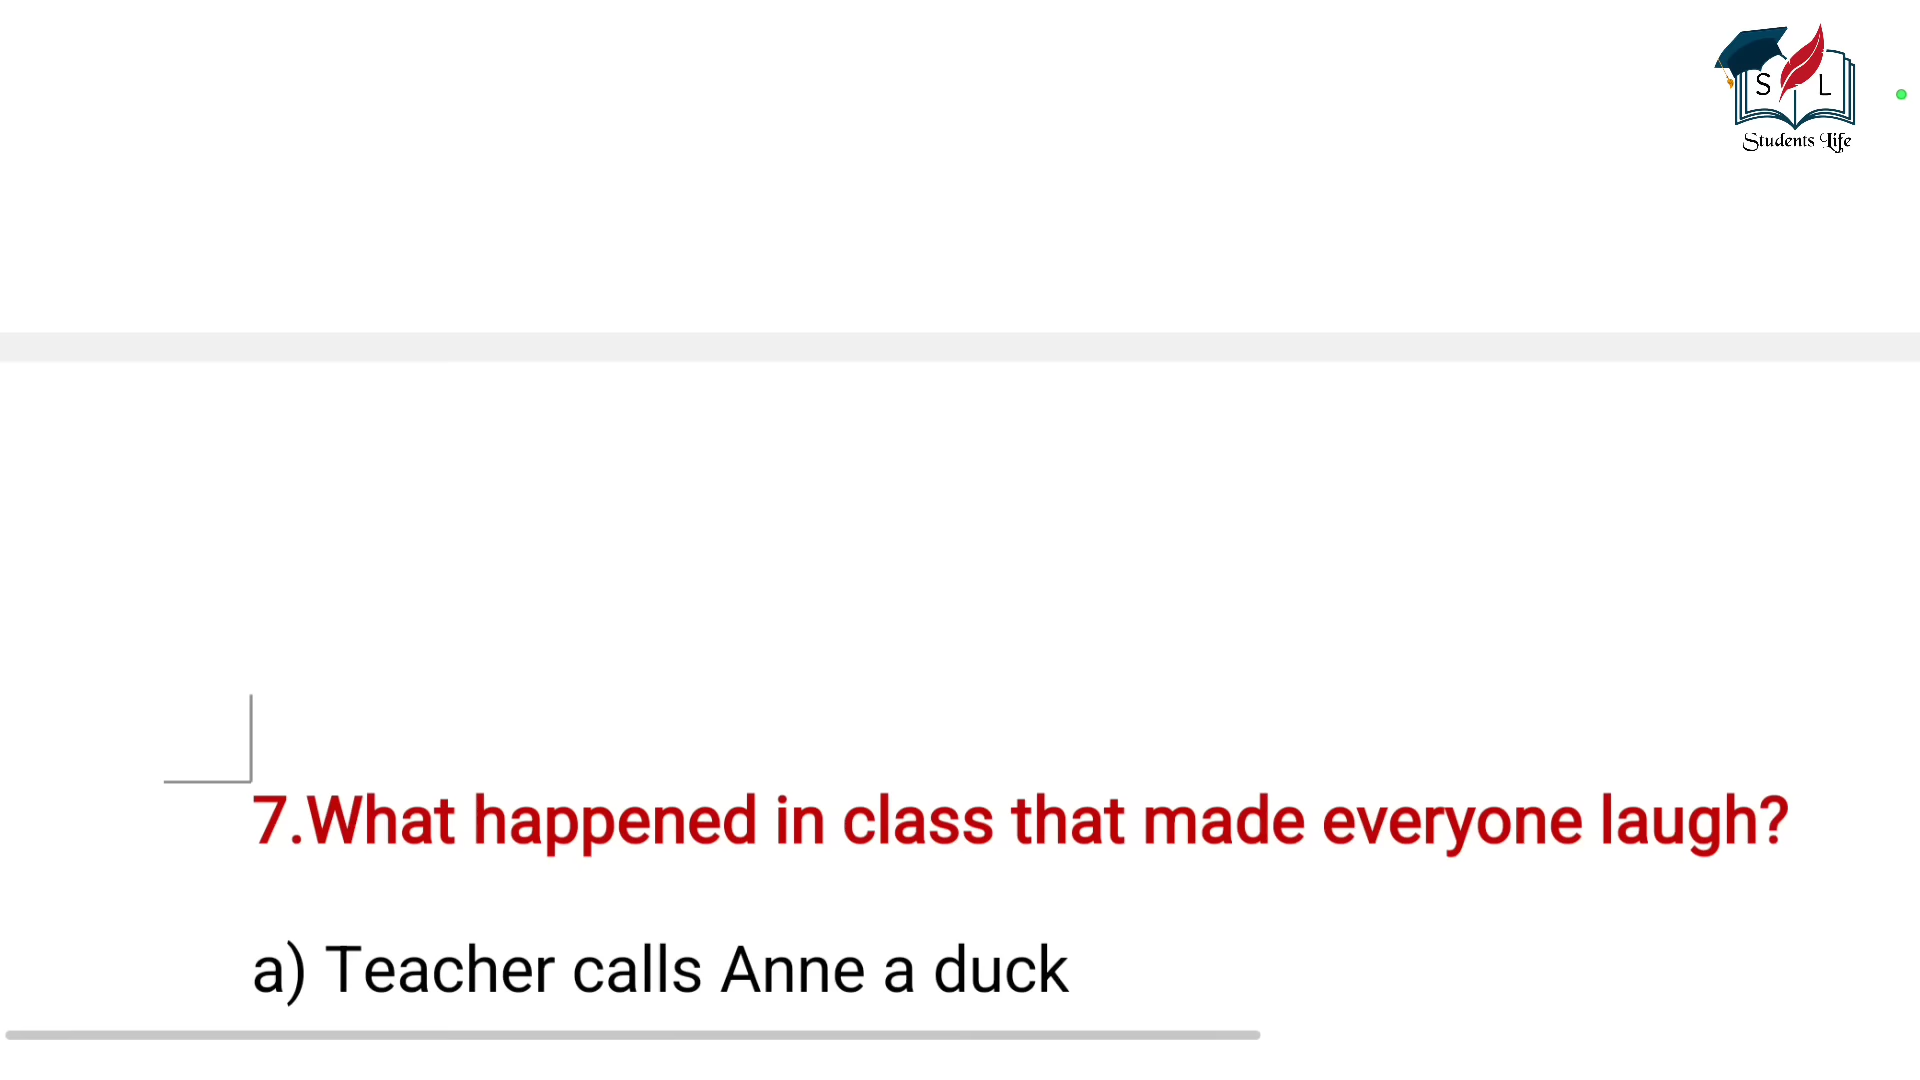 S L
Students Life
7.What happened in class that made everyone laugh?
a) Teacher calls Anne a duck